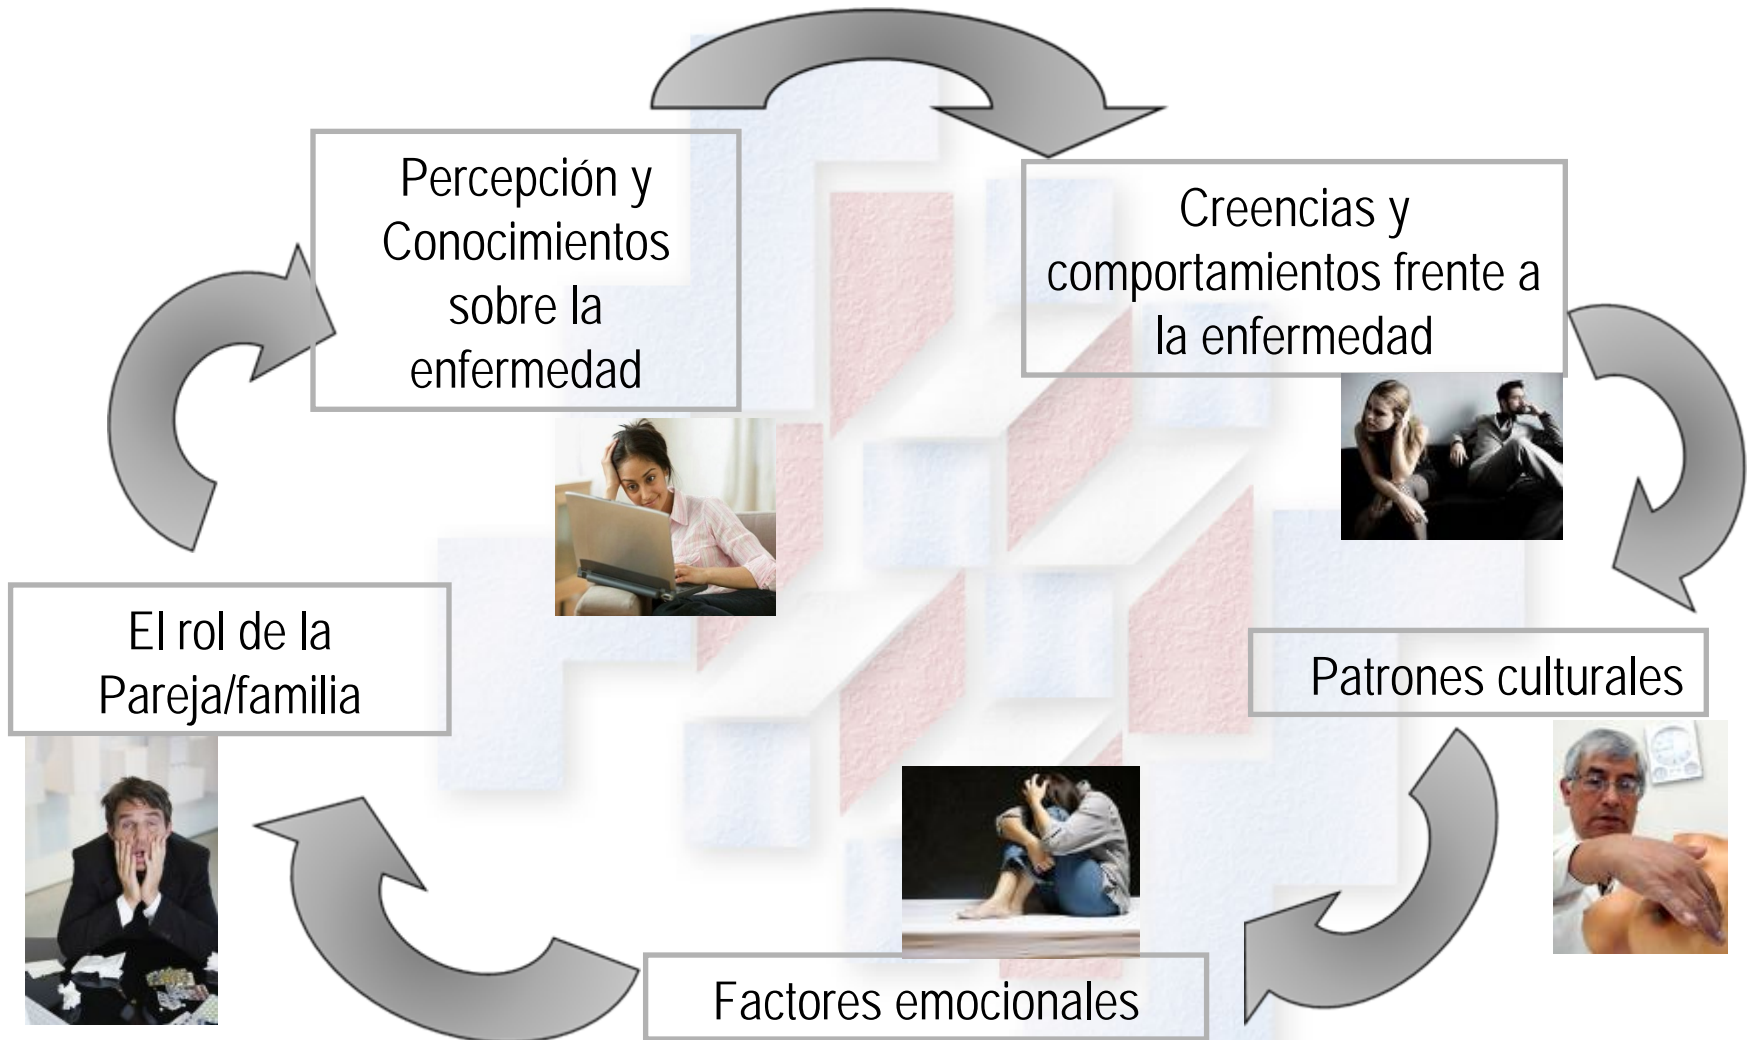 Percepción y
Conocimientos
sobre la
enfermedad
Creencias y
comportamientos frente a
la enfermedad
Patrones culturales
Factores emocionales
El rol de la
Pareja/familia